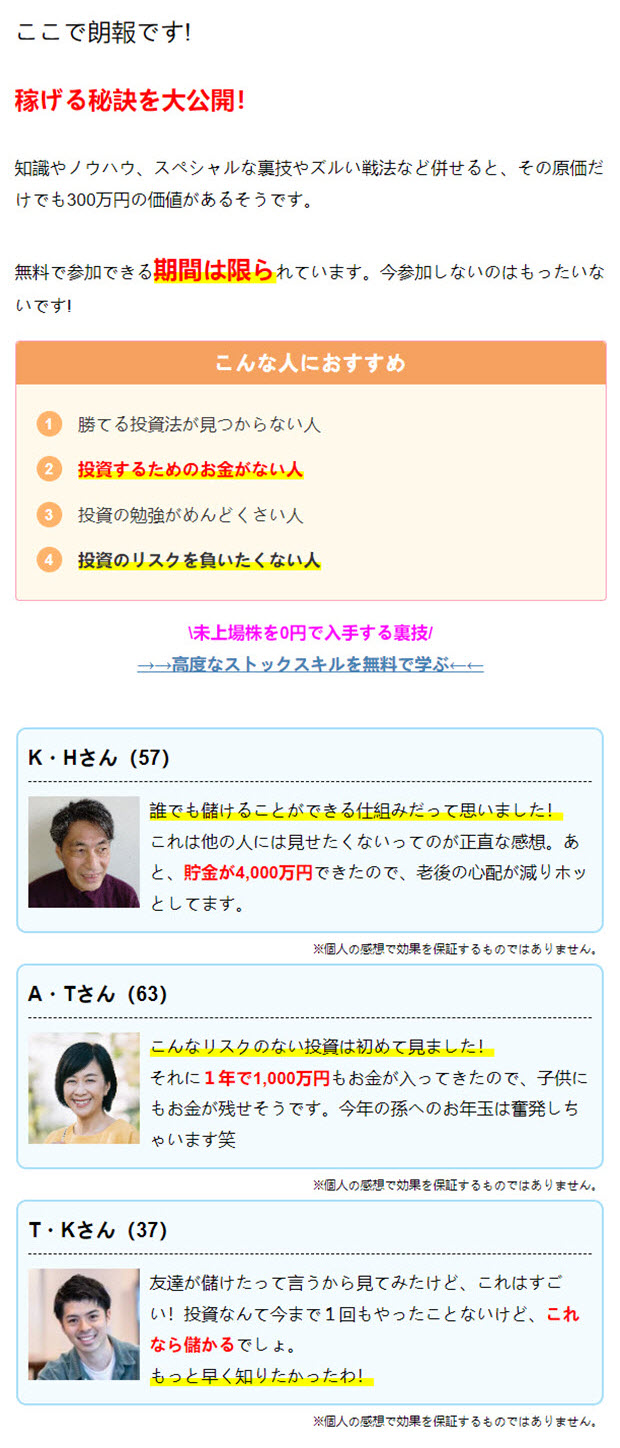 ここで朗報です!
稼げる秘訣を大公開!
知識やノウハウ、スペシャルな裏技やズルい戦法など併せると、その原価だ
けでも300万円の価値があるそうです。
無料で参加できる期間は限られています。今参加しないのはもったいな
いです!
こんな人におすすめ
1 勝てる投資法が見つからない人
2 投資するためのお金がない人
3 投資の勉強がめんどくさい人
4 投資のリスクを負いたくない人
\未上場株を0円で入手する裏技/
→→高度なストックスキルを無料で学ぶ←←
K・Hさん（57）
誰でも儲けることができる仕組みだって思いました！
これは他の人には見せたくないってのが正直な感想。あ
と、貯金が4,000万円できたので、老後の心配が減りホッ
としてます。
※個人の感想で効果を保証するものではありません。
A・Tさん（63）
こんなリスクのない投資は初めて見ました！
それに１年で1,000万円もお金が入ってきたので、子供に
もお金が残せそうです。今年の孫へのお年玉は奮発しち
ゃいます笑
※個人の感想で効果を保証するものではありません。
T・Kさん（37）
友達が儲けたって言うから見てみたけど、これはすご
い！投資なんて今まで１回もやったことないけど、これ
なら儲かるでしょ。
もっと早く知りたかったわ！
※個人の感想で効果を保証するものではありません。